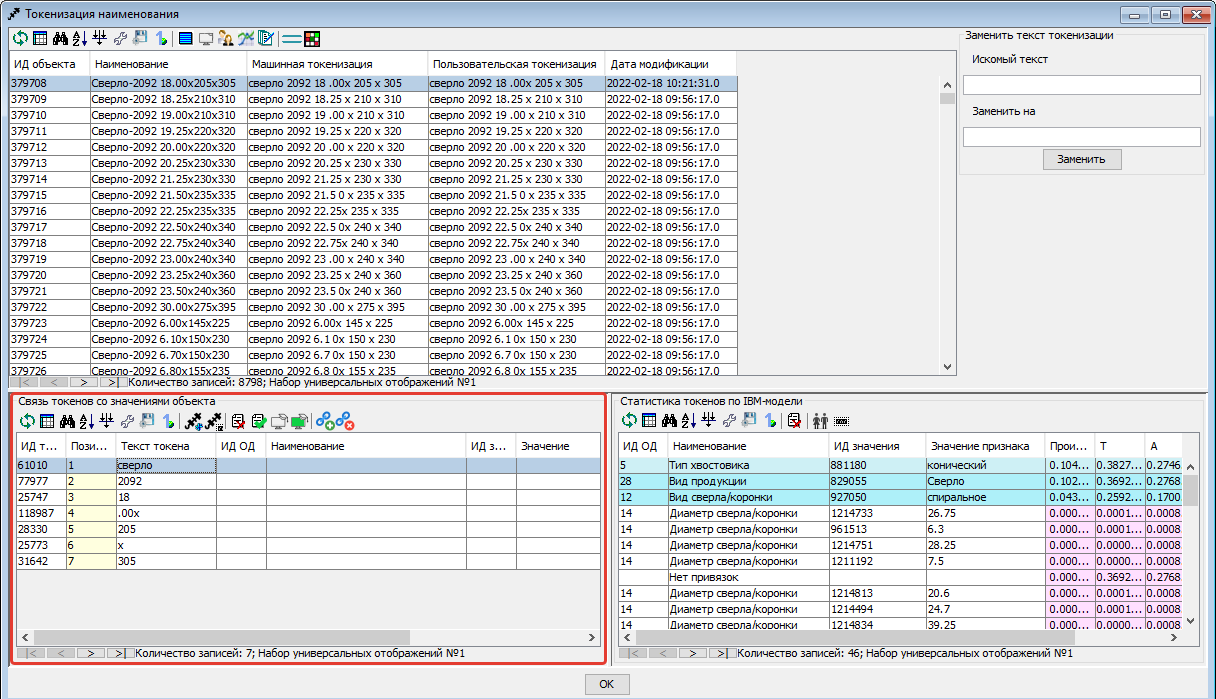 Токенизация наименования
ИД объекта Наименование Машинная токенизация Пользовательская токенизация Дата модификации
379708 Сверло-2092 18.00x205x305 сверло 2092 18 .00x 205 x 305 сверло 2092 18 .00x 205 x 305 2022-02-18 10:21:31.0
379709 Сверло-2092 18.25x210x310 сверло 2092 18.25 x 210 x 310 сверло 2092 18.25 x 210 x 310 2022-02-18 09:56:17.0
379710 Сверло-2092 19.00x210x310 сверло 2092 19 .00 x 210 x 310 сверло 2092 19 .00 x 210 x 310 2022-02-18 09:56:17.0
379711 Сверло-2092 19.25x220x320 сверло 2092 19.25 x 220 x 320 сверло 2092 19.25 x 220 x 320 2022-02-18 09:56:17.0
379712 Сверло-2092 20.00x220x320 сверло 2092 20 .00 x 220 x 320 сверло 2092 20 .00 x 220 x 320 2022-02-18 09:56:17.0
379713 Сверло-2092 20.25x230x330 сверло 2092 20.25 x 230 x 330 сверло 2092 20.25 x 230 x 330 2022-02-18 09:56:17.0
379714 Сверло-2092 21.25x230x330 сверло 2092 21.25 x 230 x 330 сверло 2092 21.25 x 230 x 330 2022-02-18 09:56:17.0
379715 Сверло-2092 21.50x235x335 сверло 2092 21.5 0 x 235 x 335 сверло 2092 21.5 0 x 235 x 335 2022-02-18 09:56:17.0
379716 Сверло-2092 22.25x235x335 сверло 2092 22.25x 235 x 335 сверло 2092 22.25x 235 x 335 2022-02-18 09:56:17.0
379717 Сверло-2092 22.50x240x340 сверло 2092 22.5 0x 240 x 340 сверло 2092 22.5 0x 240 x 340 2022-02-18 09:56:17.0
379718 Сверло-2092 22.75x240x340 сверло 2092 22.75x 240 x 340 сверло 2092 22.75x 240 x 340 2022-02-18 09:56:17.0
379719 Сверло-2092 23.00x240x340 сверло 2092 23 .00 x 240 x 340 сверло 2092 23 .00 x 240 x 340 2022-02-18 09:56:17.0
379720 Сверло-2092 23.25x240x360 сверло 2092 23.25 x 240 x 360 сверло 2092 23.25 x 240 x 360 2022-02-18 09:56:17.0
379721 Сверло-2092 23.50x240x360 сверло 2092 23.5 0x 240 x 360 сверло 2092 23.5 0x 240 x 360 2022-02-18 09:56:17.0
379722 Сверло-2092 30.00x275x395 сверло 2092 30 .00 x 275 x 395 сверло 2092 30 .00 x 275 x 395 2022-02-18 09:56:17.0
379723 Сверло-2092 6.00x145x225 сверло 2092 6.00x 145 x 225 сверло 2092 6.00x 145 x 225 2022-02-18 09:56:17.0
379724 Сверло-2092 6.10x150x230 сверло 2092 6.1 0x 150 x 230 сверло 2092 6.1 0x 150 x 230 2022-02-18 09:56:17.0
379725 Сверло-2092 6.70x150x230 сверло 2092 6.7 0x 150 x 230 сверло 2092 6.7 0x 150 x 230 2022-02-18 09:56:17.0
379726 Сверло-2092 6.80x155x235 сверло 2092 6.8 0x 155 x 235 сверло 2092 6.8 0x 155 x 235 2022-02-18 09:56:17.0
Количество записей: 8798; Набор универсальных отображений №1
Заменить текст токенизации
Искомый текст
Заменить на
Заменить
Связь токенов со значениями объекта
ИД т... Пози... Текст токена ИД ОД Наименование ИД з... Значение
61010 1 сверло
77977 2 2092
25747 3 18
118987 4 .00x
28330 5 205
25773 6 x
31642 7 305
Количество записей: 7; Набор универсальных отображений №1
Статистика токенов по IBM-модели
ИД ОД Наименование ИД значения Значение признака Прои... T A
5 Тип хвостовика 881180 конический 0.104... 0.3827... 0.2746
28 Вид продукции 829055 Сверло 0.102... 0.3692... 0.2768
12 Вид сверла/коронки 927050 спиральное 0.043... 0.2592... 0.1700
14 Диаметр сверла/коронки 1214733 26.75 0.000... 0.0001... 0.0008
14 Диаметр сверла/коронки 961513 6.3 0.000... 0.0001... 0.0008
14 Диаметр сверла/коронки 1214751 28.25 0.000... 0.0000... 0.0008
14 Диаметр сверла/коронки 1211192 7.5 0.000... 0.0000... 0.0008
Нет привязок 0.000... 0.3692... 0.2768
14 Диаметр сверла/коронки 1214813 20.6 0.000... 0.0001... 0.0008
14 Диаметр сверла/коронки 1214494 24.7 0.000... 0.0001... 0.0008
14 Диаметр сверла/коронки 1214834 39.25 0.000... 0.0001... 0.0008
Количество записей: 46; Набор универсальных отображений №1
OK